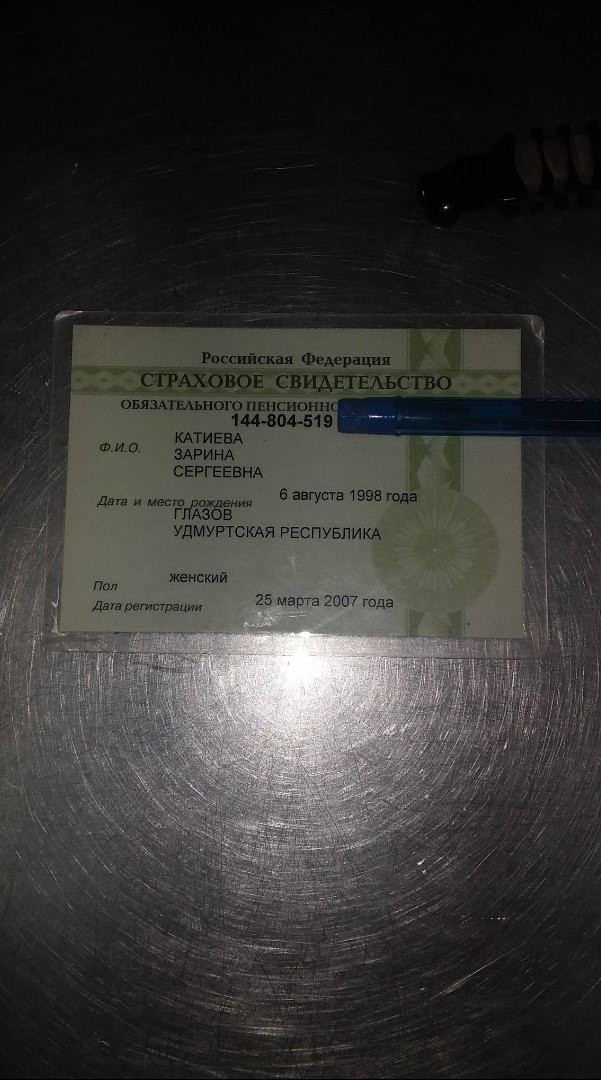 Российская Федерация
СТРАХОВОЕ СВИДЕТЕЛЬСТВО
ОБЯЗАТЕЛЬНОГО
144-804-519
Ф.И.О. КАТИЕВА
ЗАРИНА
СЕРГЕЕВНА
Дата и место рождения 6 августа 1998 года
ГЛАЗОВ
УДМУРТСКАЯ РЕСПУБЛИКА
Пол женский
Дата регистрации 25 марта 2007 года